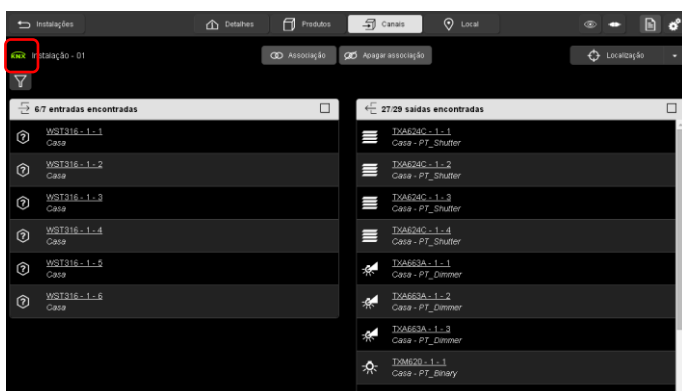 Instalações
Detalhes
Produtos
Canais
Local
KNX Instalação - 01
Associação
Apagar associação
Localização
6/7 entradas encontradas
WST316 - 1 - 1
Casa
WST316 - 1 - 2
Casa
WST316 - 1 - 3
Casa
WST316 - 1 - 4
Casa
WST316 - 1 - 5
Casa
WST316 - 1 - 6
Casa
27/29 saídas encontradas
TXA624C - 1 - 1
Casa - PT_Shutter
TXA624C - 1 - 2
Casa - PT_Shutter
TXA624C - 1 - 3
Casa - PT_Shutter
TXA624C - 1 - 4
Casa - PT_Shutter
TXA663A - 1 - 1
Casa - PT_Dimmer
TXA663A - 1 - 2
Casa - PT_Dimmer
TXA663A - 1 - 3
Casa - PT_Dimmer
TXM620 - 1 - 1
Casa - PT_Binary